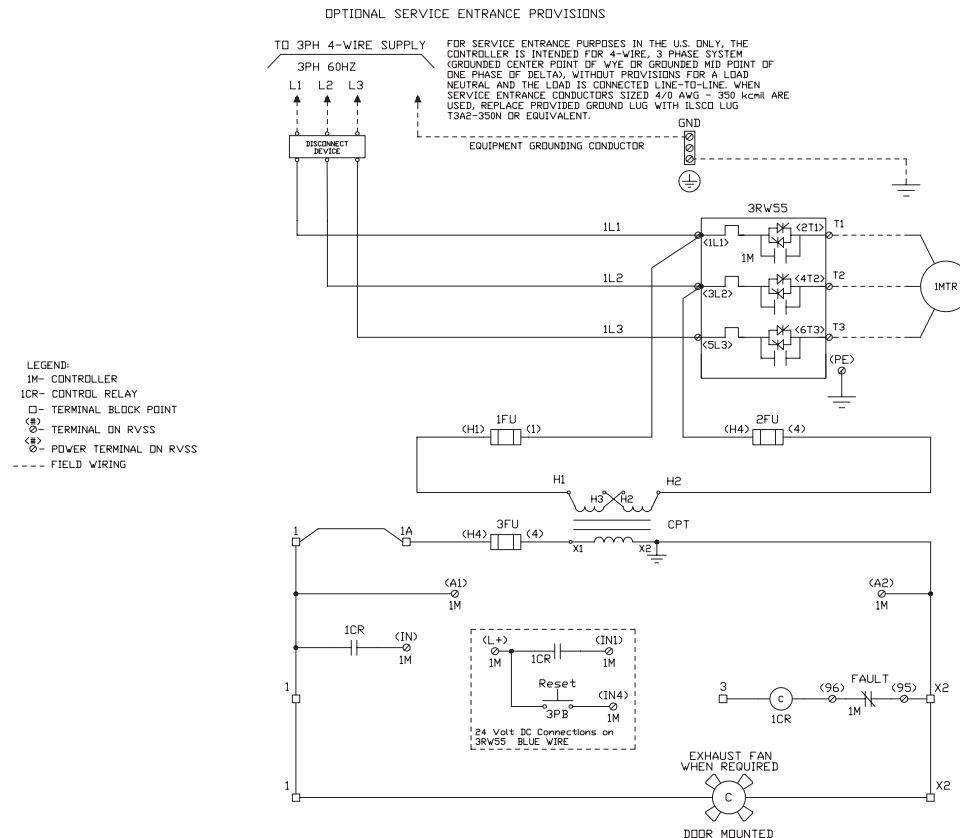 OPTIONAL SERVICE ENTRANCE PROVISIONS
TO 3PH 4-WIRE SUPPLY
3PH 60HZ
L1 L2 L3
FOR SERVICE ENTRANCE PURPOSES IN THE U.S. ONLY, THE
CONTROLLER IS INTENDED FOR 4-WIRE, 3 PHASE SYSTEM
(GROUNDED CENTER POINT OF WYE OR GROUNDED MID POINT OF
ONE PHASE OF DELTA), WITHOUT PROVISIONS FOR A LOAD
NEUTRAL AND THE LOAD IS CONNECTED LINE-TO-LINE. WHEN
SERVICE ENTRANCE CONDUCTORS SIZED 4/0 AWG - 350 kcmil ARE
USED, REPLACE PROVIDED GROUND LUG WITH ILSCO LUG
T3A2-350N OR EQUIVALENT.
GND
DISCONNECT
DEVICE
EQUIPMENT GROUNDING CONDUCTOR
3RW55
1L1
<1L1>
1M
<2T1>
T1
1L2
<3L2>
<4T2>
T2
1MTR
1L3
<5L3>
<6T3>
T3
(PE)
LEGEND:
1M- CONTROLLER
1CR- CONTROL RELAY
- TERMINAL BLOCK POINT
(#)
- TERMINAL ON RVSS
<#>
- POWER TERMINAL ON RVSS
---- FIELD WIRING
1FU
(H1) (1)
2FU
(H4) (4)
H1 H3 H2 H2
CPT
1 1A
3FU
(H4) (4)
X1 X2
(A1)
1M
(A2)
1M
1CR
(IN)
1M
(L+)
1M
1CR
(IN1)
1M
Reset
3PB
(IN4)
1M
24 Volt DC Connections on
3RW55 BLUE WIRE
1
3
C
1CR
(96)
FAULT
1M
(95)
X2
EXHAUST FAN
WHEN REQUIRED
1
C
X2
DOOR MOUNTED